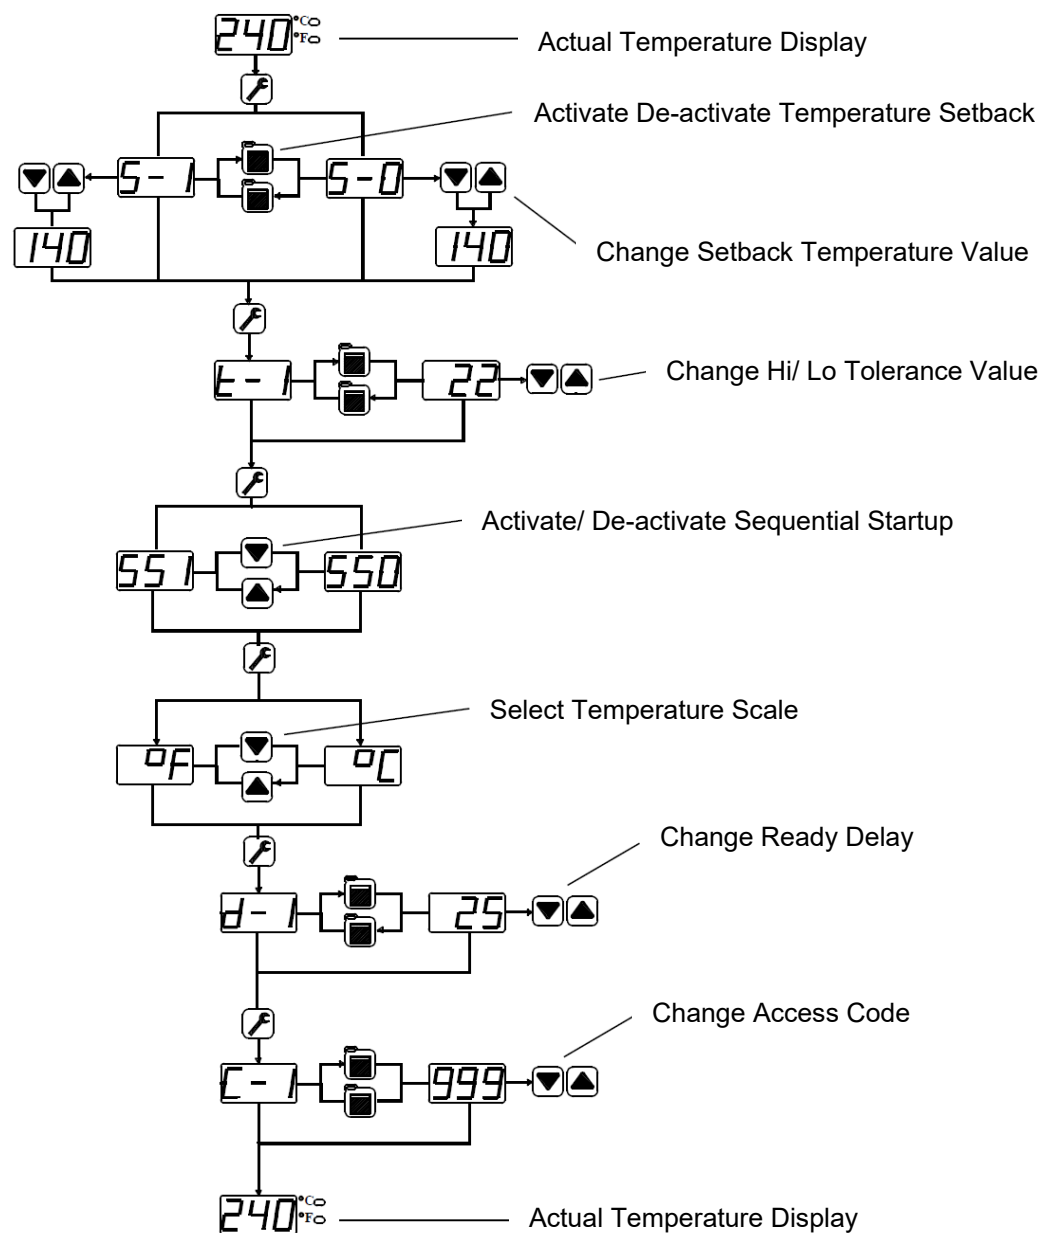 240 °C
°F
Actual Temperature Display
Activate De-activate Temperature Setback
S-1 S-0
140 140
Change Setback Temperature Value
t-1 22
Change Hi/ Lo Tolerance Value
Activate/ De-activate Sequential Startup
SS1 SS0
Select Temperature Scale
°F °C
Change Ready Delay
d-1 25
Change Access Code
C-1 999
240 °C
°F
Actual Temperature Display